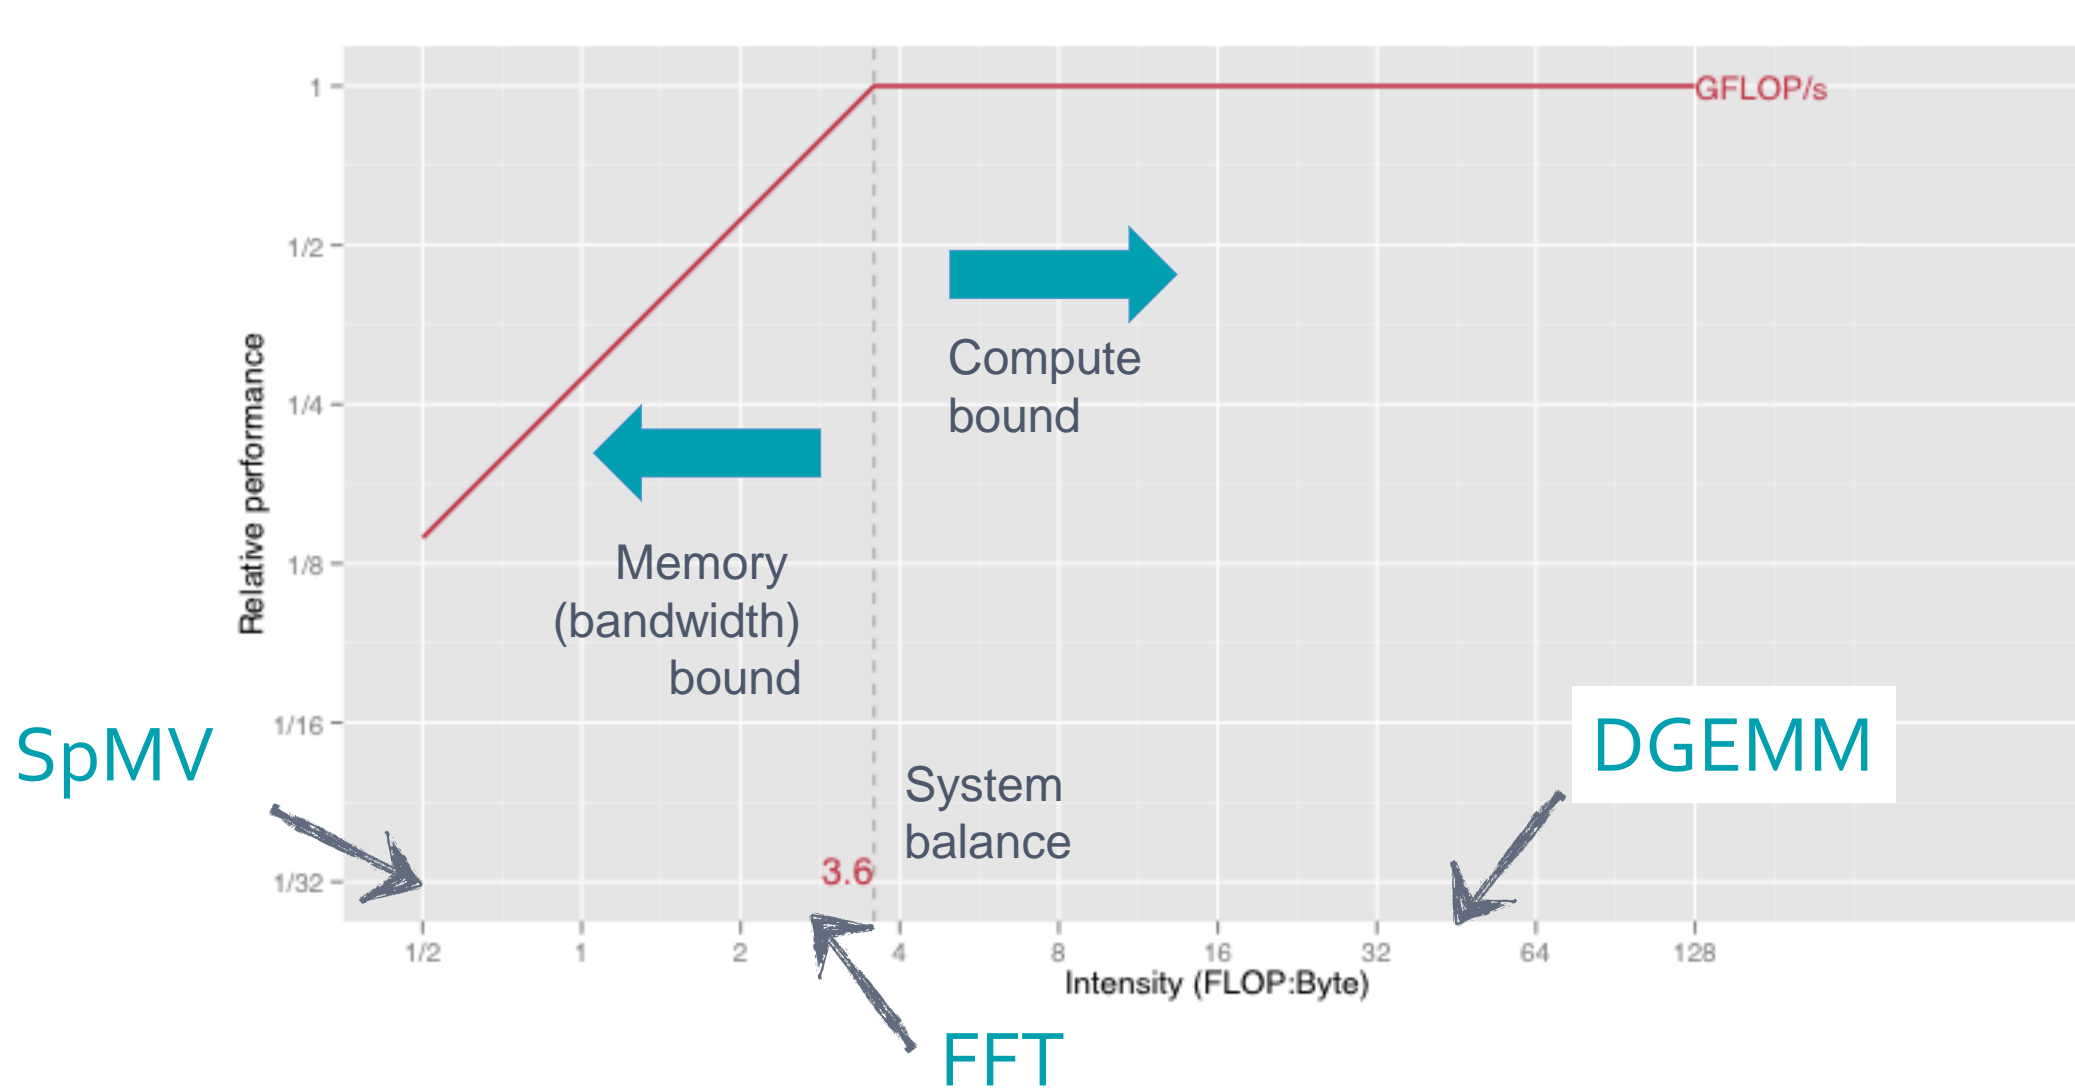 1
GFLOP/s
1/2
Compute
bound
1/4
Relative performance
Memory
(bandwidth)
bound
1/8
SpMV
1/16
DGEMM
System
balance
3.6
1/32
1/2 1 2 4 8 16 32 64 128
Intensity (FLOP:Byte)
FFT